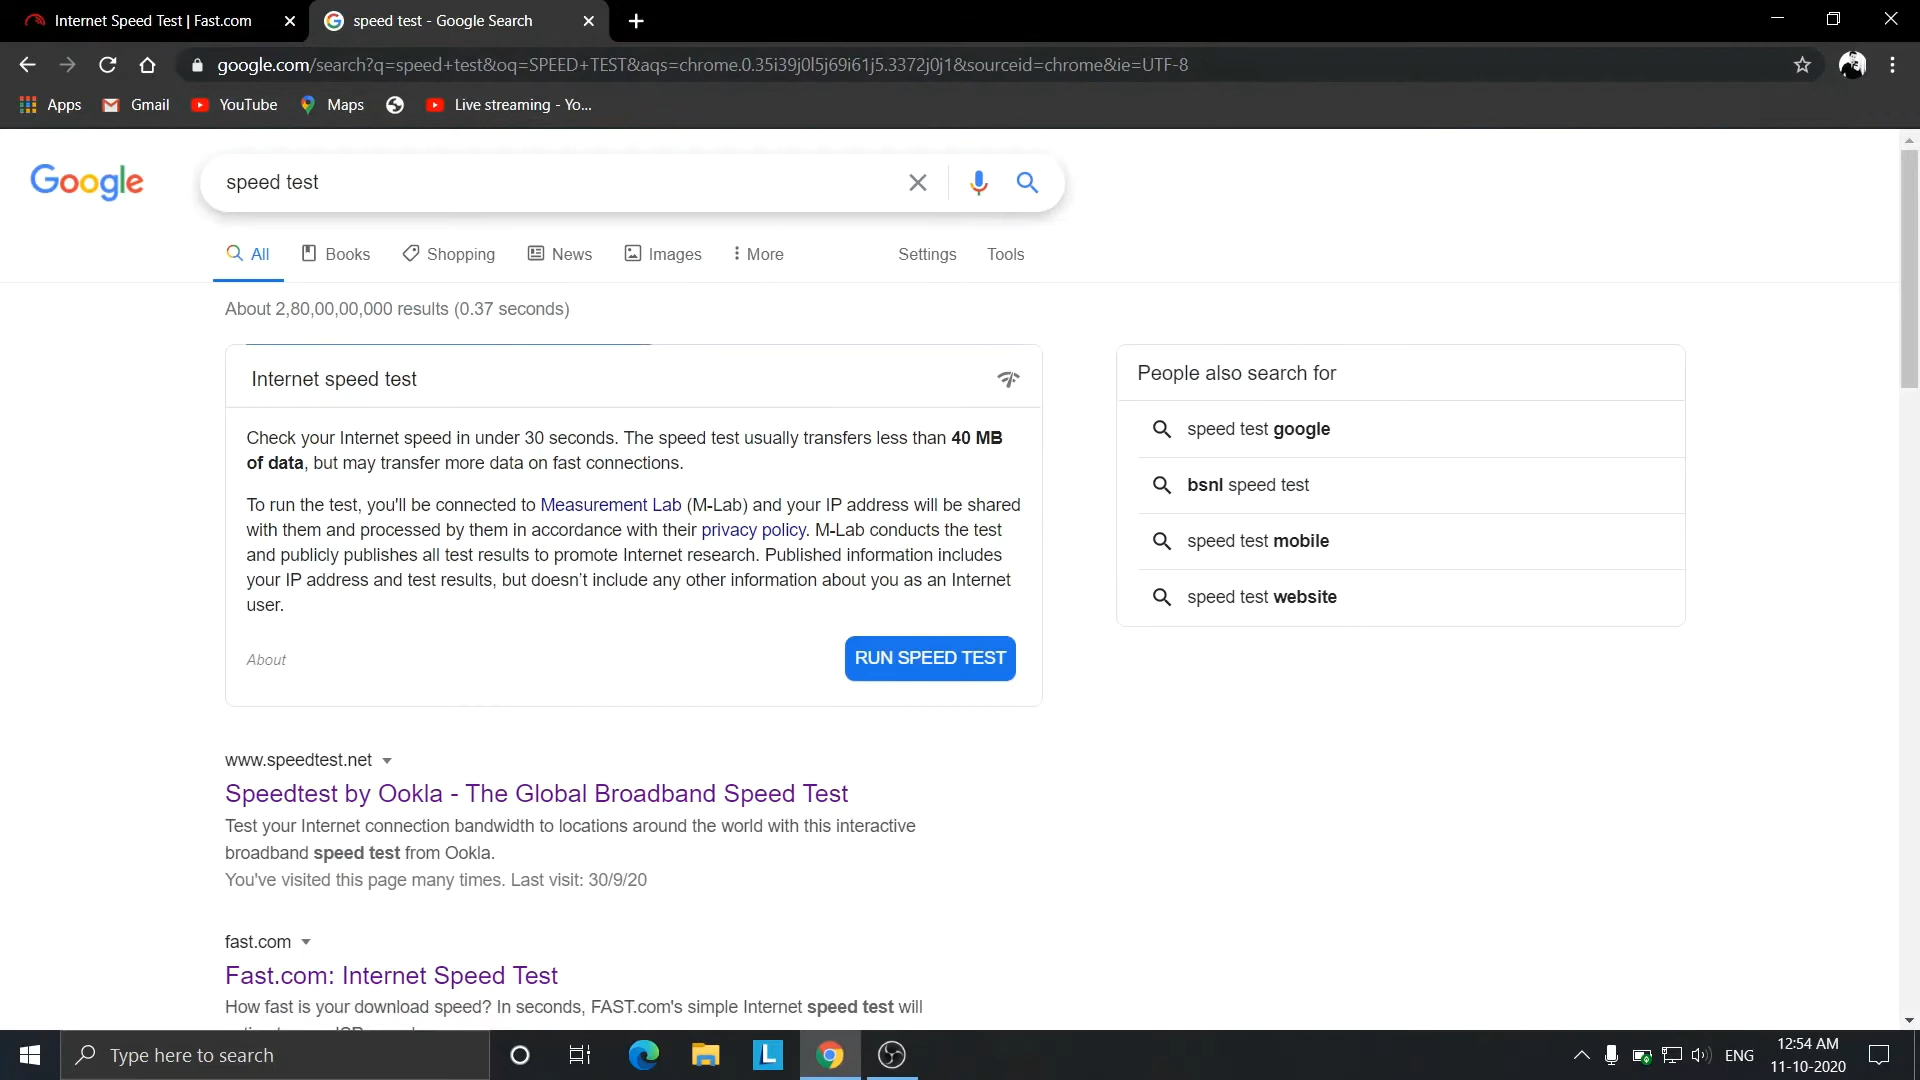 Internet Speed Test | Fast.com
speed test - Google Search
google.com/search?q=speed+test&oq=SPEED+TEST&aqs=chrome.0.35i39j0l5j69i61j5.3372j0j1&sourceid=chrome&ie=UTF-8
Apps Gmail YouTube Maps Live streaming - Yo...
Google
speed test
All Books Shopping News Images More Settings Tools
About 2,80,00,00,000 results (0.37 seconds)
Internet speed test
Check your Internet speed in under 30 seconds. The speed test usually transfers less than 40 MB
of data, but may transfer more data on fast connections.
To run the test, you'll be connected to Measurement Lab (M-Lab) and your IP address will be shared
with them and processed by them in accordance with their privacy policy. M-Lab conducts the test
and publicly publishes all test results to promote Internet research. Published information includes
your IP address and test results, but doesn't include any other information about you as an Internet
user.
About
RUN SPEED TEST
People also search for
speed test google
bsnl speed test
speed test mobile
speed test website
www.speedtest.net
Speedtest by Ookla - The Global Broadband Speed Test
Test your Internet connection bandwidth to locations around the world with this interactive
broadband speed test from Ookla.
You've visited this page many times. Last visit: 30/9/20
fast.com
Fast.com: Internet Speed Test
How fast is your download speed? In seconds, FAST.com's simple Internet speed test will
Type here to search
L
ENG
12:54 AM
11-10-2020